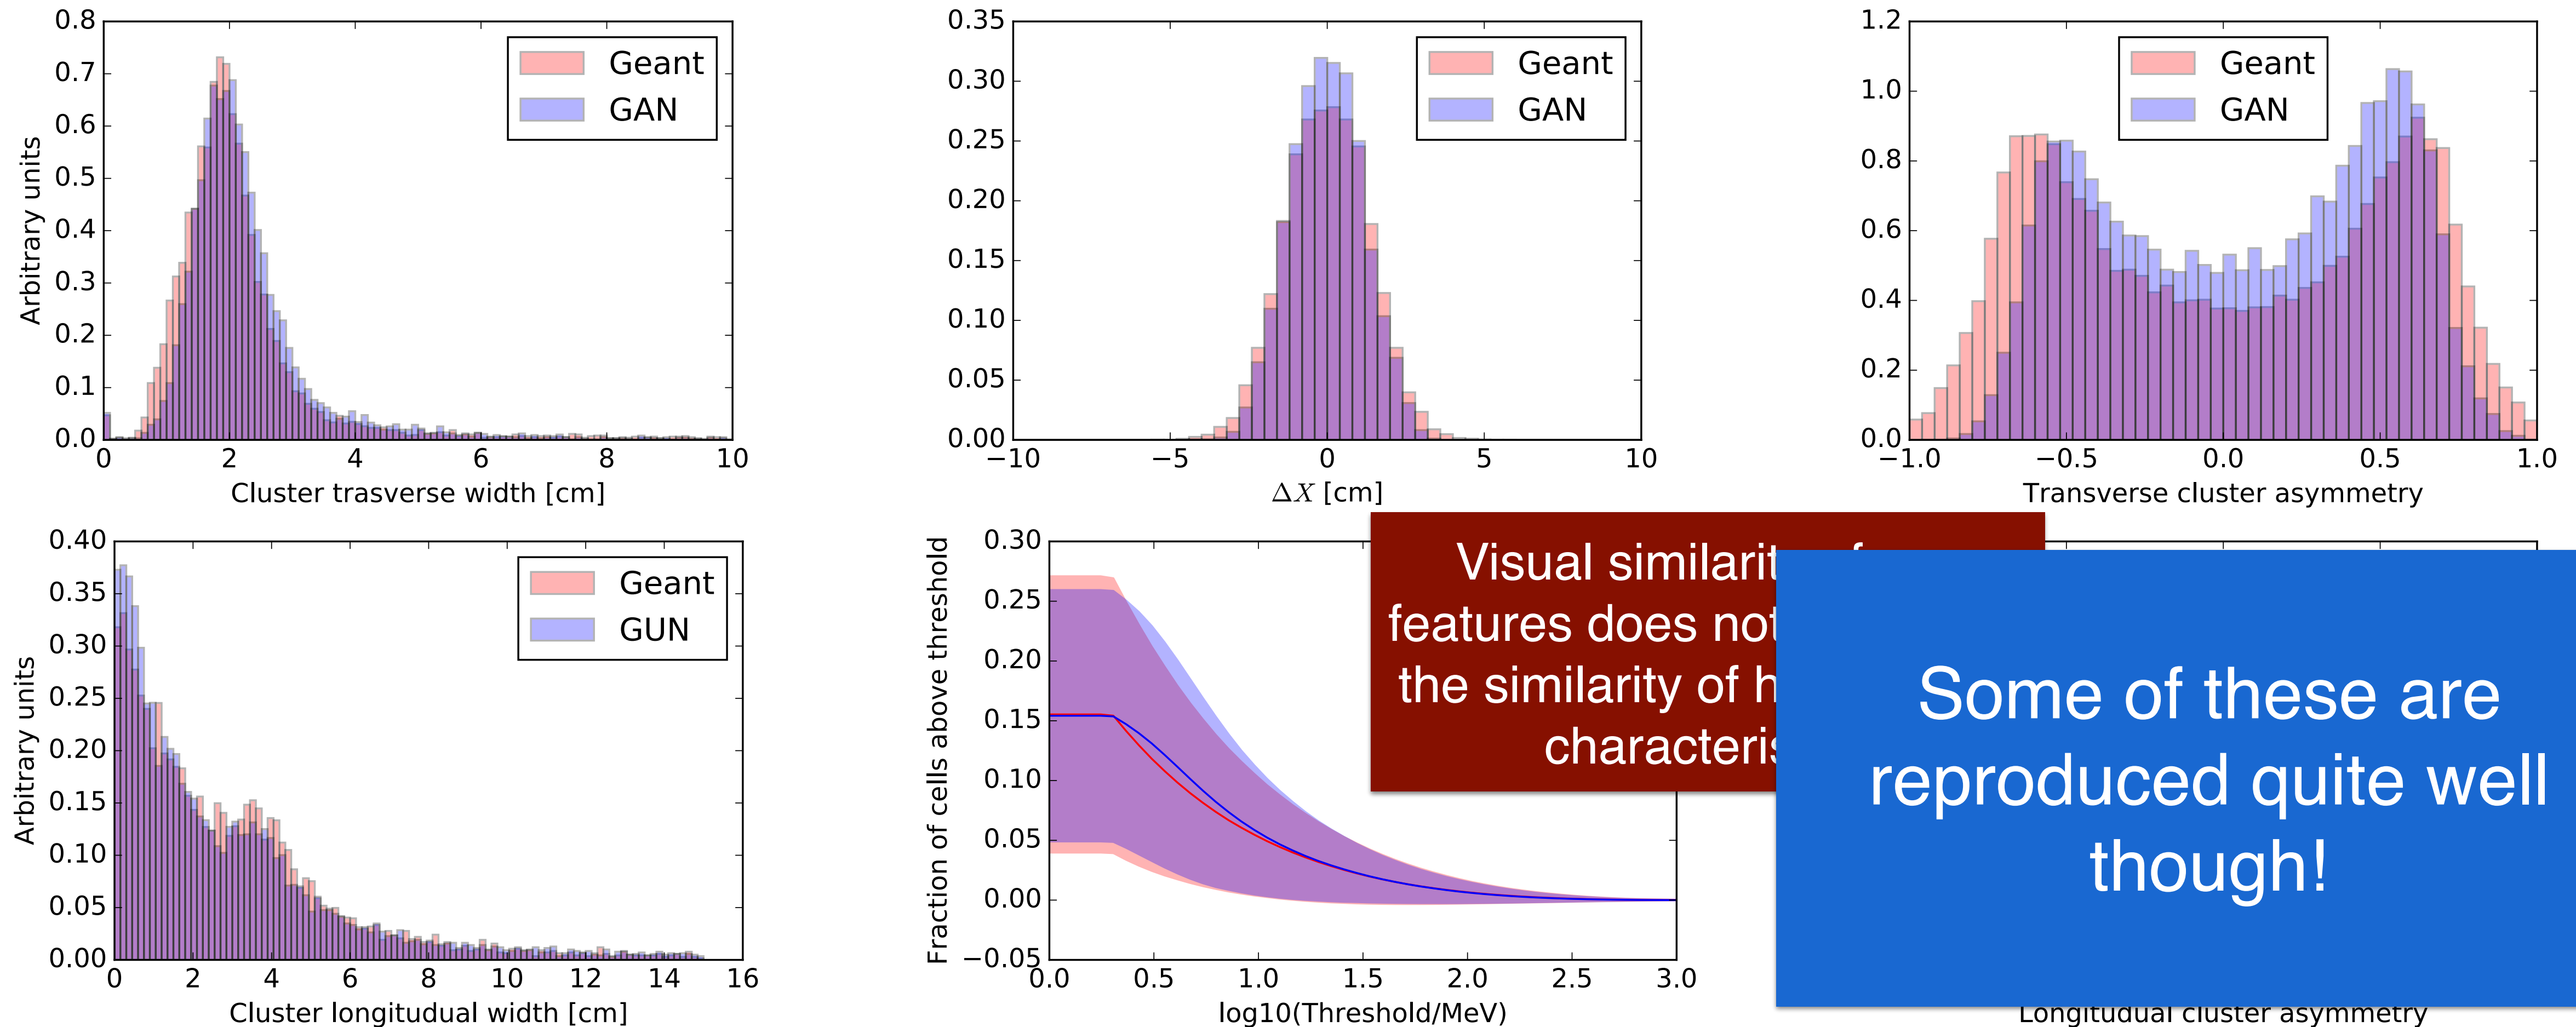 0.8
0.7
0.6
0.5
0.4
0.3
0.2
0.1
0.0
Arbitrary units
0 2 4 6 8 10
Cluster trasverse width [cm]
Geant
GAN
0.35
0.30
0.25
0.20
0.15
0.10
0.05
0.00
−10 −5 0 5 10
ΔX [cm]
Geant
GAN
1.2
1.0
0.8
0.6
0.4
0.2
0.0
−1.0 −0.5 0.0 0.5 1.0
Transverse cluster asymmetry
Geant
GAN
0.40
0.35
0.30
0.25
0.20
0.15
0.10
0.05
0.00
Arbitrary units
0 2 4 6 8 10 12 14 16
Cluster longitudual width [cm]
Geant
GUN
0.30
0.25
0.20
0.15
0.10
0.05
0.00
−0.05
Fraction of cells above threshold
0.0 0.5 1.0 1.5 2.0 2.5 3.0
log10(Threshold/MeV)
Visual
features does not
the similarity of
Some of these are
reproduced quite well
though!
Longitudual cluster asymmetry